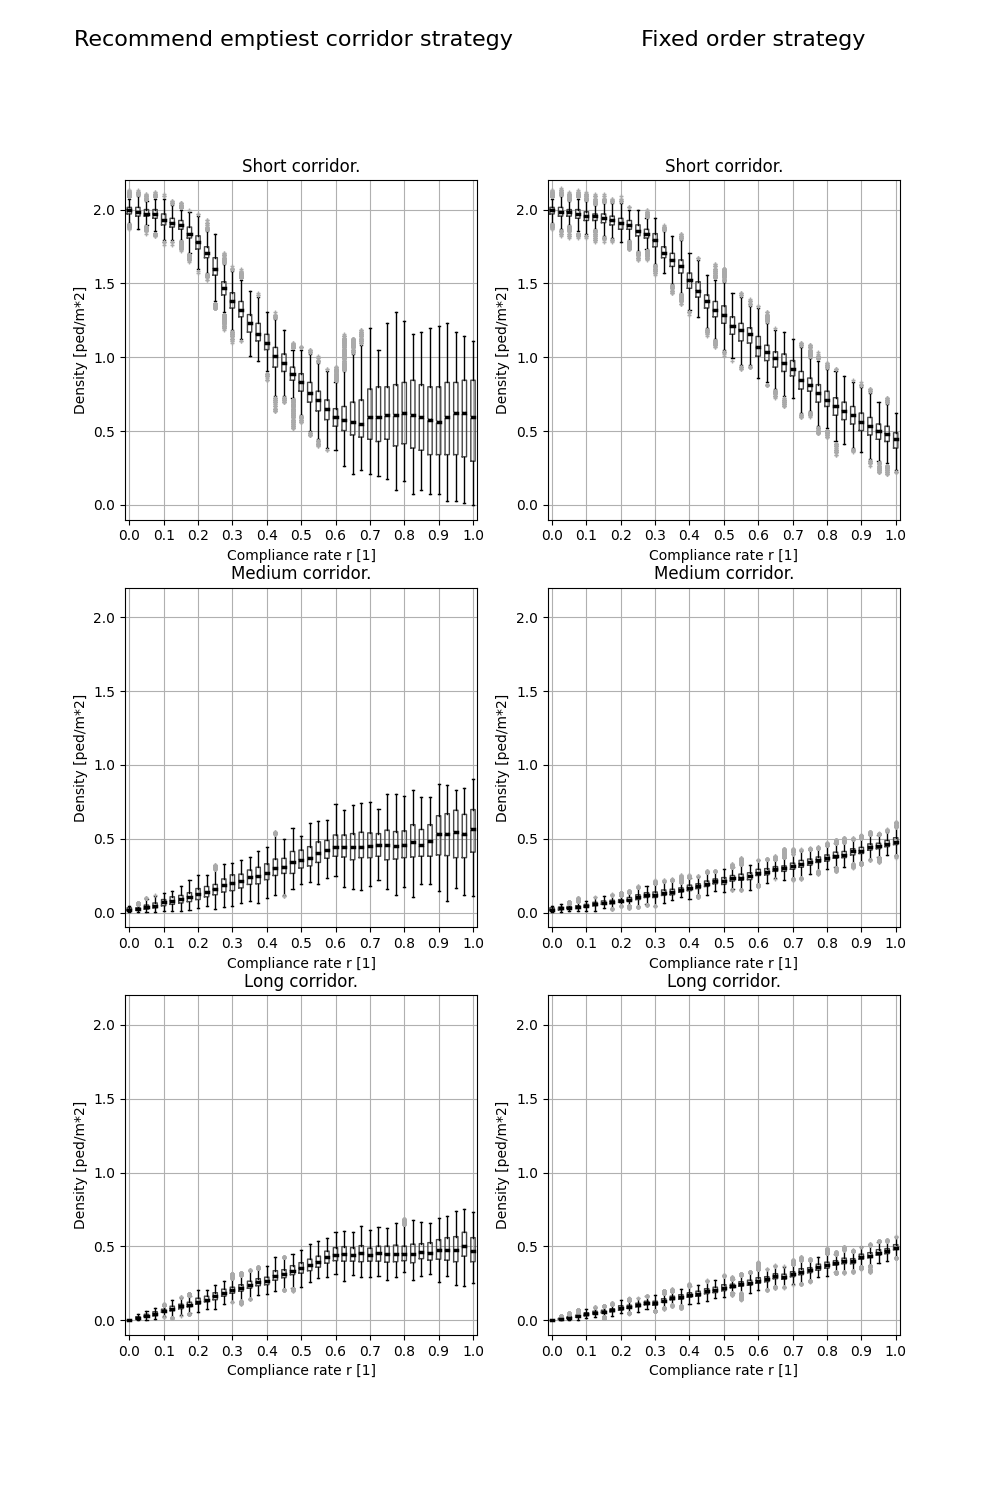 Recommend emptiest corridor strategy Fixed order strategy
Short corridor. Short corridor.
2.0 2.0
1.5 1.5
1.0 1.0
0.5 0.5
0.0 0.0
Density [ped/m*2] Density [ped/m*2]
0.0 0.1 0.2 0.3 0.4 0.5 0.6 0.7 0.8 0.9 1.0 0.0 0.1 0.2 0.3 0.4 0.5 0.6 0.7 0.8 0.9 1.0
Compliance rate r [1] Compliance rate r [1]
Medium corridor. Medium corridor.
2.0 2.0
1.5 1.5
1.0 1.0
0.5 0.5
0.0 0.0
Density [ped/m*2] Density [ped/m*2]
0.0 0.1 0.2 0.3 0.4 0.5 0.6 0.7 0.8 0.9 1.0 0.0 0.1 0.2 0.3 0.4 0.5 0.6 0.7 0.8 0.9 1.0
Compliance rate r [1] Compliance rate r [1]
Long corridor. Long corridor.
2.0 2.0
1.5 1.5
1.0 1.0
0.5 0.5
0.0 0.0
Density [ped/m*2] Density [ped/m*2]
0.0 0.1 0.2 0.3 0.4 0.5 0.6 0.7 0.8 0.9 1.0 0.0 0.1 0.2 0.3 0.4 0.5 0.6 0.7 0.8 0.9 1.0
Compliance rate r [1] Compliance rate r [1]